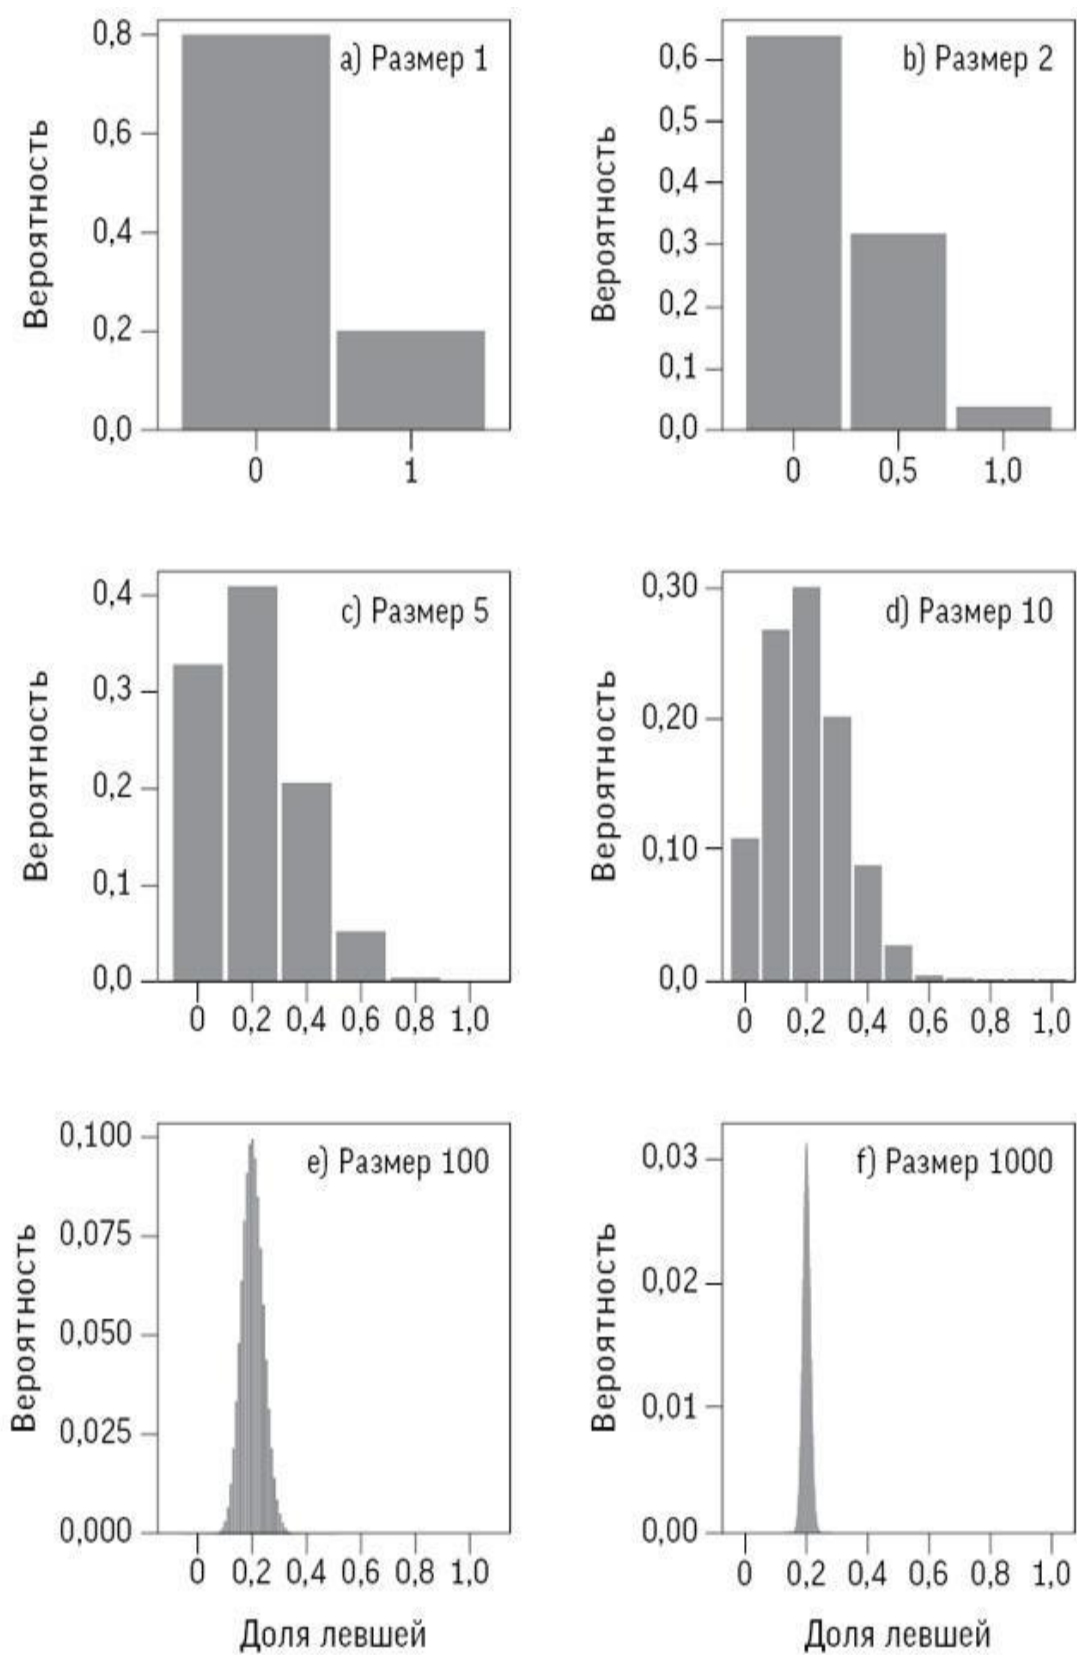 a) Размер 1
Вероятность
0,8
0,6
0,4
0,2
0,0
0 1
b) Размер 2
Вероятность
0,6
0,5
0,4
0,3
0,2
0,1
0,0
0 0,5 1,0
c) Размер 5
Вероятность
0,4
0,3
0,2
0,1
0,0
0 0,2 0,4 0,6 0,8 1,0
d) Размер 10
Вероятность
0,30
0,20
0,10
0,0
0 0,2 0,4 0,6 0,8 1,0
e) Размер 100
Вероятность
0,100
0,075
0,050
0,025
0,000
0 0,2 0,4 0,6 0,8 1,0
Доля левшей
f) Размер 1000
Вероятность
0,03
0,02
0,01
0,00
0 0,2 0,4 0,6 0,8 1,0
Доля левшей